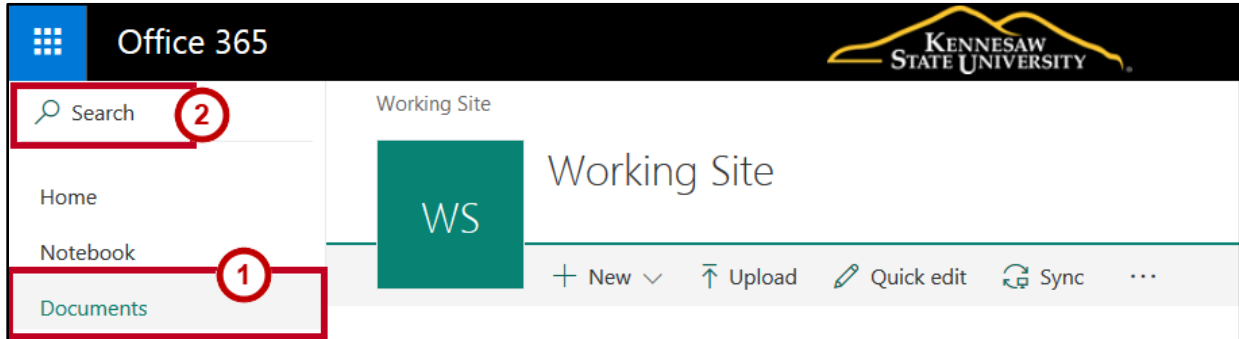 Office 365
KENNESAW
STATE UNIVERSITY
Search
2
Home
Notebook
1
Documents
Working Site
WS
Working Site
New
Upload
Quick edit
Sync
...